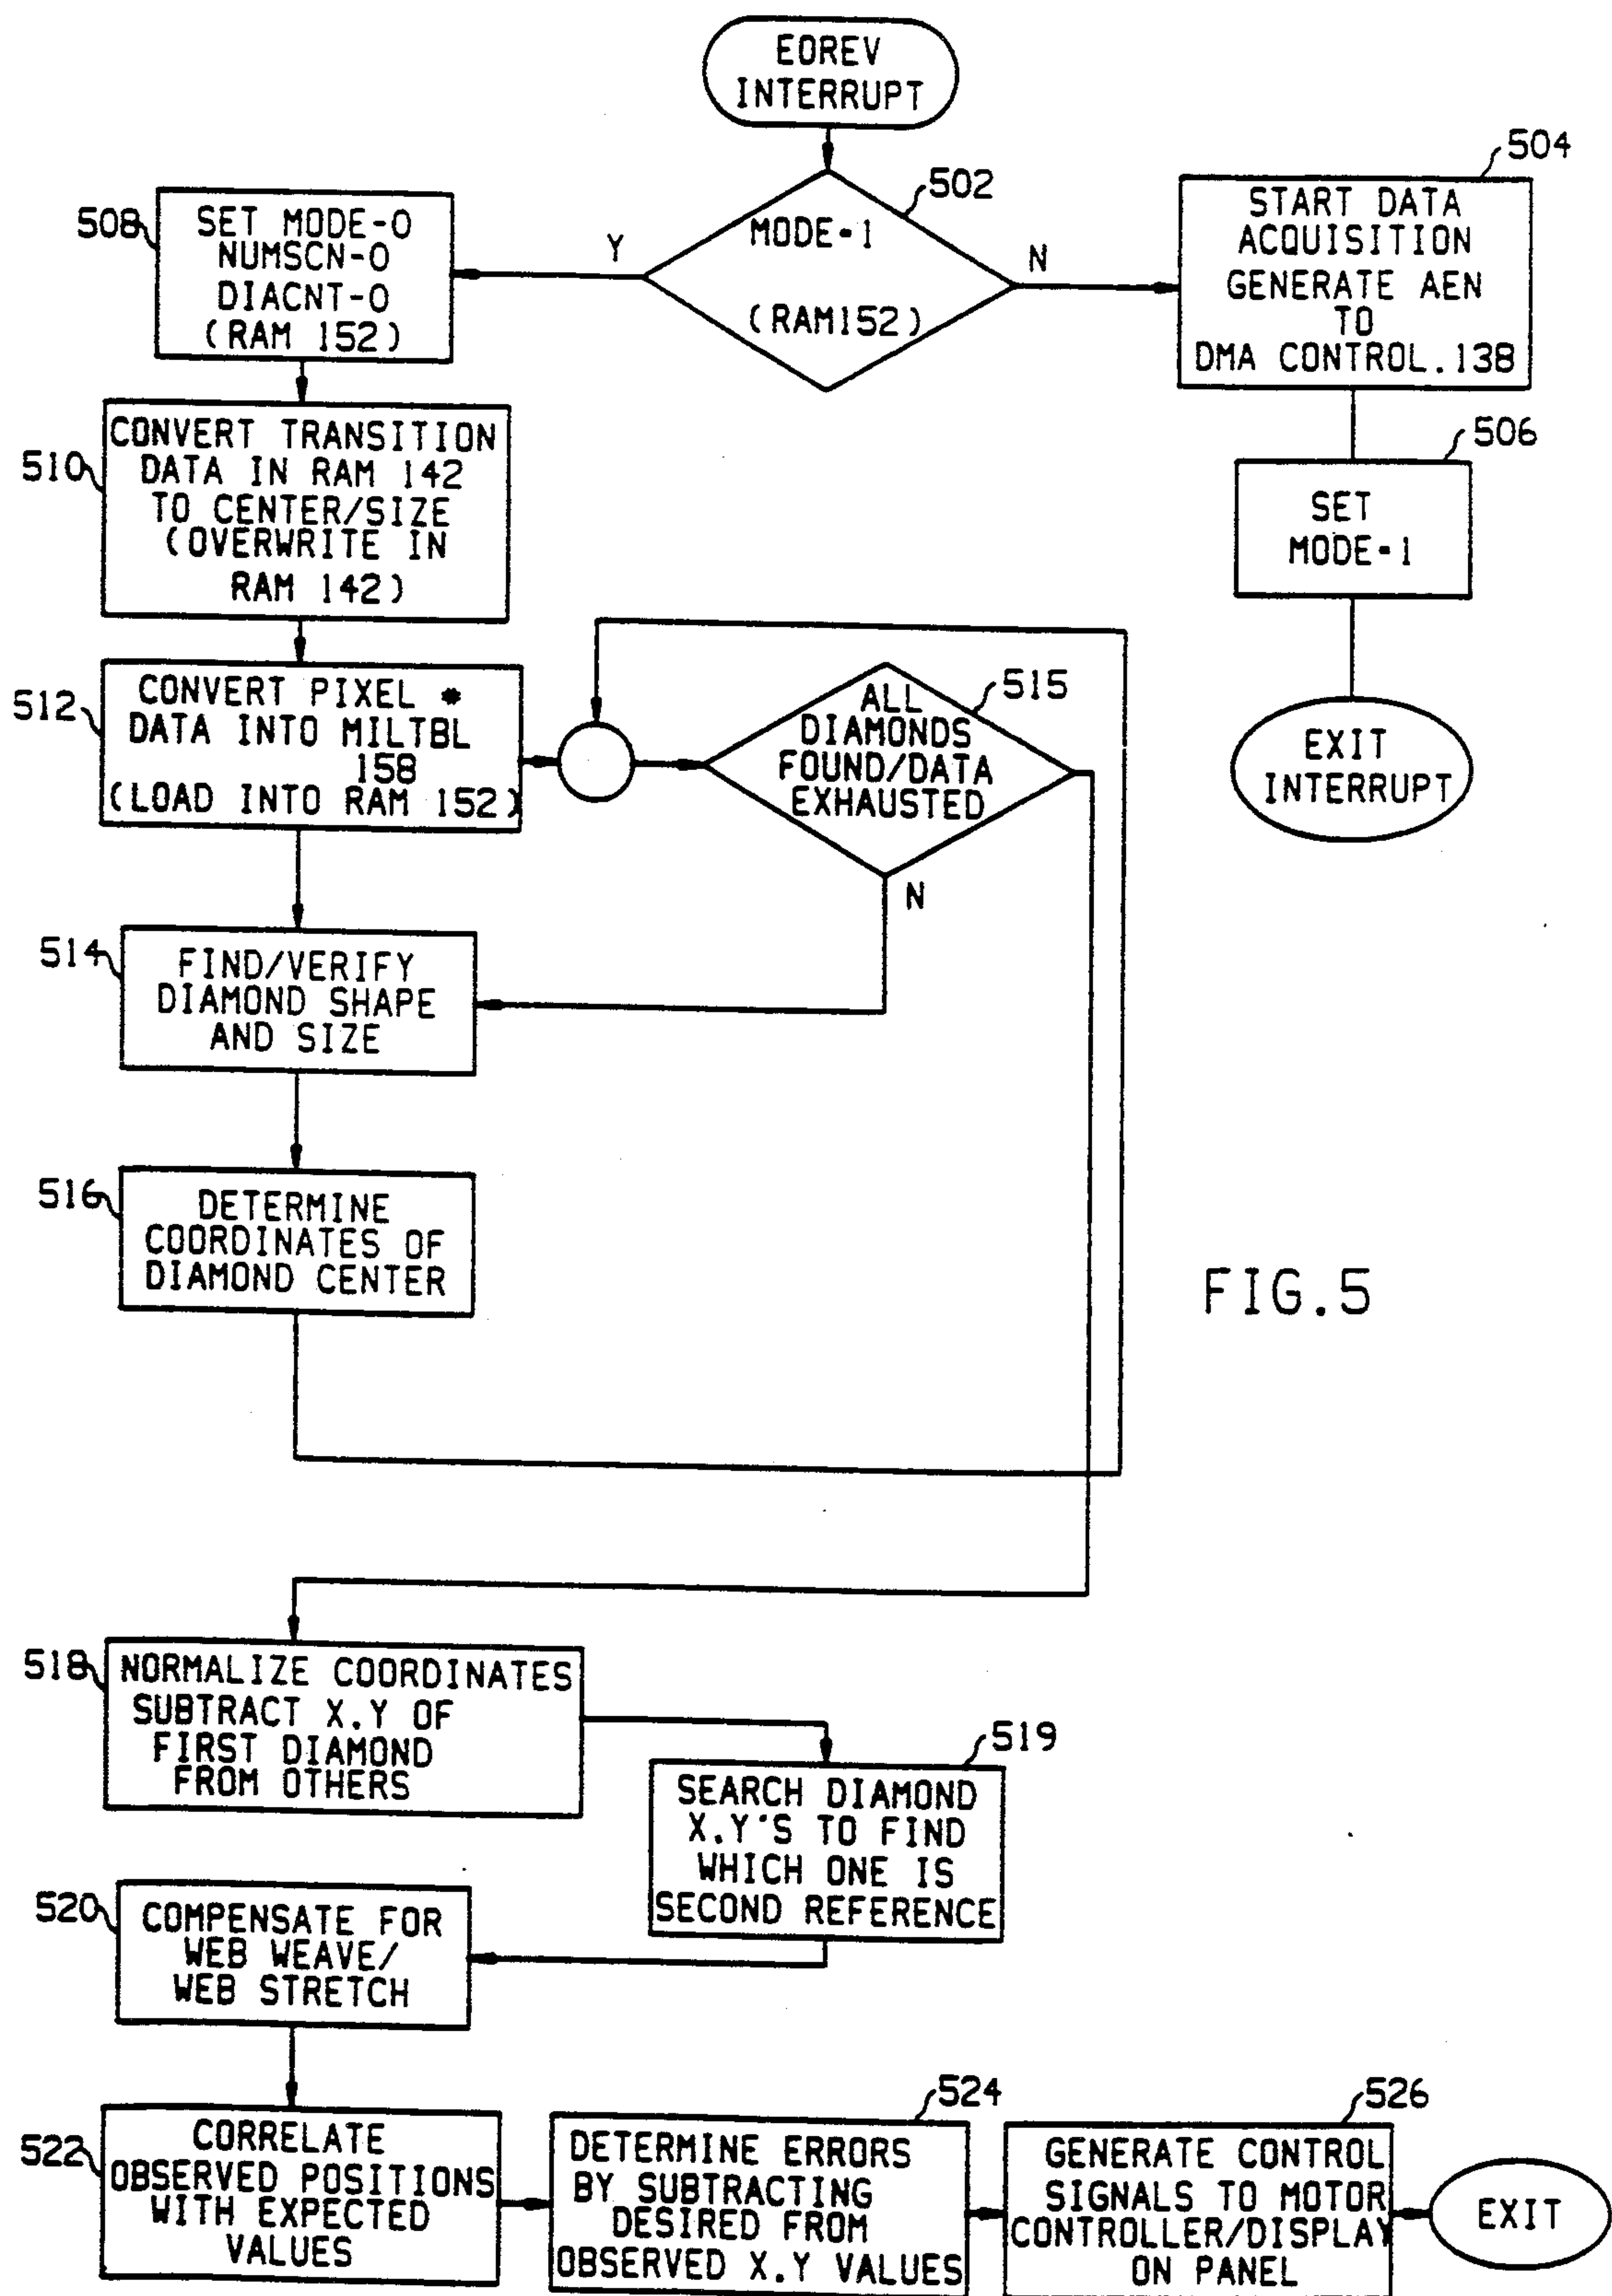 EOREV
INTERRUPT
502
MODE=1
(RAM152)
Y
N
504
START DATA
ACQUISITION
GENERATE AEN
TO
DMA CONTROL.138
506
SET
MODE=1
EXIT
INTERRUPT
508
SET MODE-0
NUMSCN-0
DIACNT-0
(RAM 152)
510
CONVERT TRANSITION
DATA IN RAM 142
TO CENTER/SIZE
(OVERWRITE IN
RAM 142)
512
CONVERT PIXEL *
DATA INTO MILTBL
158
(LOAD INTO RAM 152)
515
ALL
DIAMONDS
FOUND/DATA
EXHAUSTED
N
514
FIND/VERIFY
DIAMOND SHAPE
AND SIZE
516
DETERMINE
COORDINATES OF
DIAMOND CENTER
FIG.5
518
NORMALIZE COORDINATES
SUBTRACT X.Y OF
FIRST DIAMOND
FROM OTHERS
519
SEARCH DIAMOND
X.Y'S TO FIND
WHICH ONE IS
SECOND REFERENCE
520
COMPENSATE FOR
WEB WEAVE/
WEB STRETCH
522
CORRELATE
OBSERVED POSITIONS
WITH EXPECTED
VALUES
524
DETERMINE ERRORS
BY SUBTRACTING
DESIRED FROM
OBSERVED X.Y VALUES
526
GENERATE CONTROL
SIGNALS TO MOTOR
CONTROLLER/DISPLAY
ON PANEL
EXIT